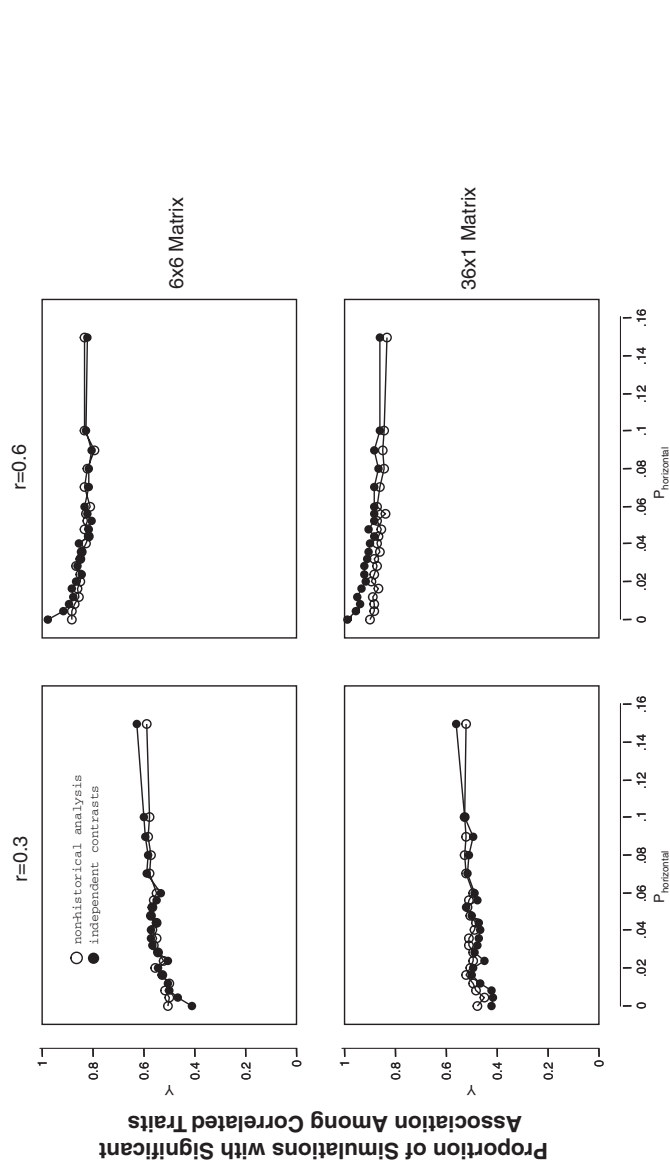 Proportion of Simulations with Significant
Association Among Correlated Traits
r=0.3
r=0.6
non-historical analysis
independent contrasts
6x6 Matrix
36x1 Matrix
Y
1
0.8
0.6
0.4
0.2
0
Y
1
0.8
0.6
0.4
0.2
0
0
.02
.04
.06
.08
.1
.12
.14
.16
Phorizontal
0
.02
.04
.06
.08
.1
.12
.14
.16
Phorizontal